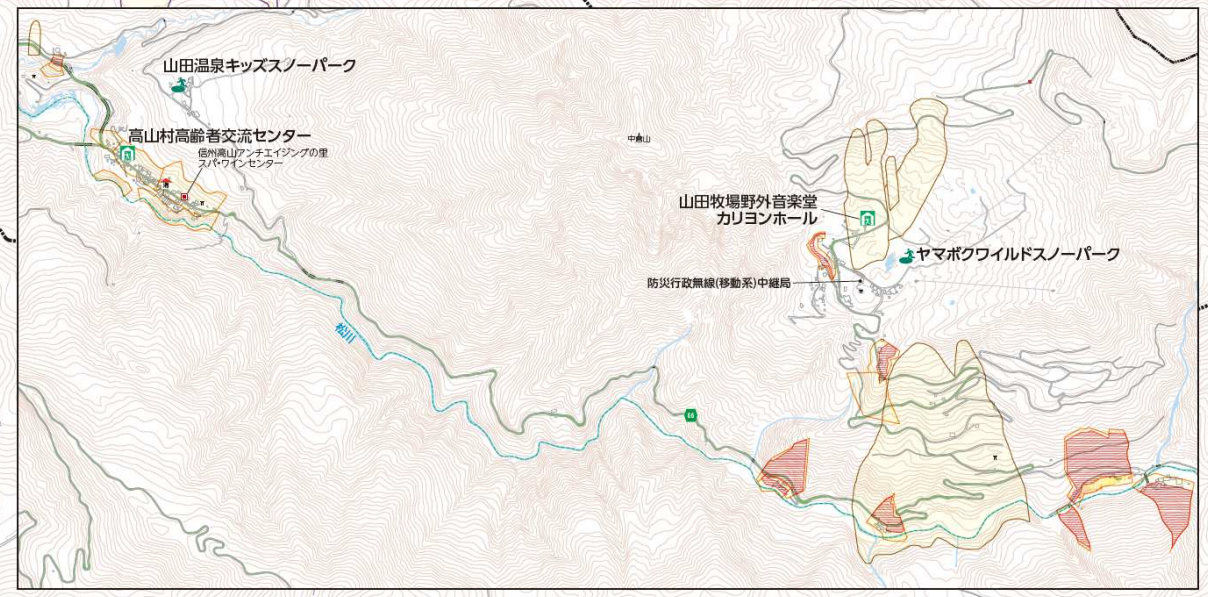 山田温泉キッズスノーパーク
高山村高齢者交流センター
信州高山アンチエイジングの里
スパ・ワインセンター
中倉山
山田牧場野外音楽堂
カリヨンホール
ヤマボクワイルドスノーパーク
防災行政無線(移動系)中継局
松川
66